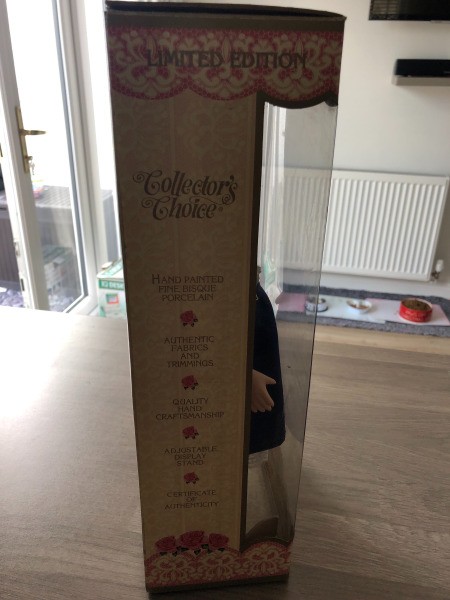 LIMITED EDITION
Collector's
Choice
HAND PAINTED
FINE BISQUE
PORCELAIN
AUTHENTIC
FABRICS
AND
TRIMMINGS
QUALITY
HAND
CRAFTSMANSHIP
ADJUSTABLE
DISPLAY
STAND
CERTIFICATE
OF
AUTHENTICITY